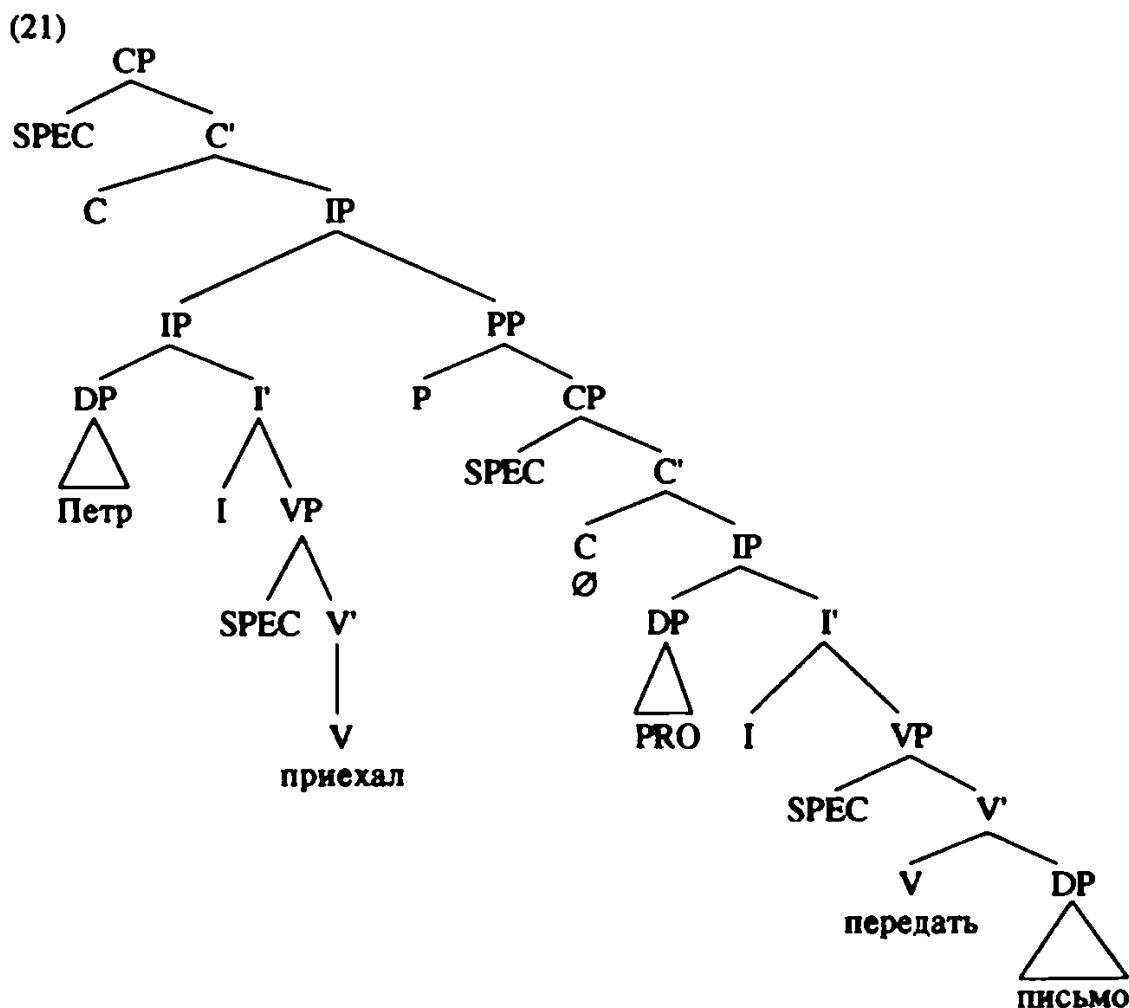 (21)
CP
SPEC C'
C IP
IP PP
DP I' P CP
Петр I VP SPEC C'
C IP
∅
SPEC V' DP I'
V PRO I VP
приехал
SPEC V'
V DP
передать
письмо